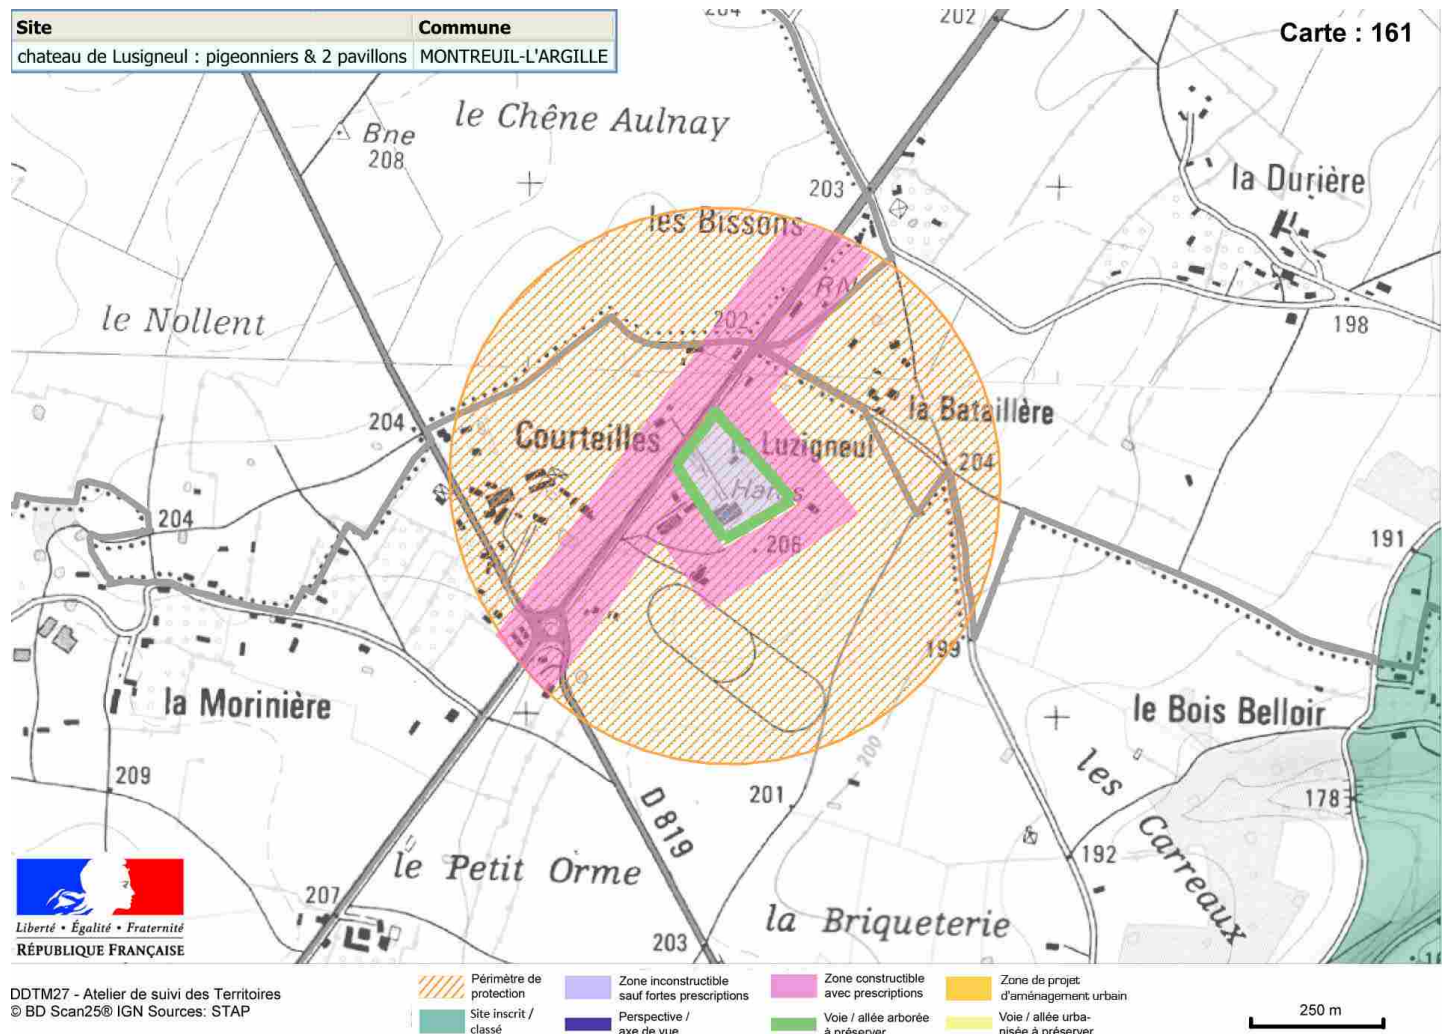 Site Commune
chateau de Lusigneul : pigeonniers & 2 pavillons MONTREUIL-L'ARGILLE
Carte : 161
204
202
le Chêne Aulnay
Bne
208
203
la Durière
les Bissons
RN
le Nollent
202
198
204
Courteilles
la Bataillère
le Luzigneul
204
Haras
204
206
191
199
la Morinière
le Bois Belloir
209
200
201
les Carreaux
178
D 819
le Petit Orme
192
207
la Briqueterie
203
Liberté • Égalité • Fraternité
RÉPUBLIQUE FRANÇAISE
DDTM27 - Atelier de suivi des Territoires
© BD Scan25® IGN Sources: STAP
Périmètre de
protection
Zone inconstructible
sauf fortes prescriptions
Zone constructible
avec prescriptions
Zone de projet
d'aménagement urbain
Site inscrit /
classé
Perspective /
axe de vue
Voie / allée arborée
à préserver
Voie / allée urba-
nisée à préserver
250 m